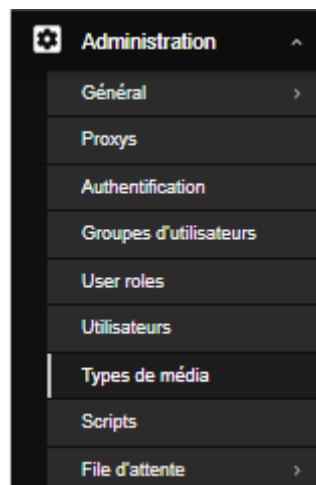 Administration
Général
Proxys
Authentification
Groupes d'utilisateurs
User roles
Utilisateurs
Types de média
Scripts
File d'attente